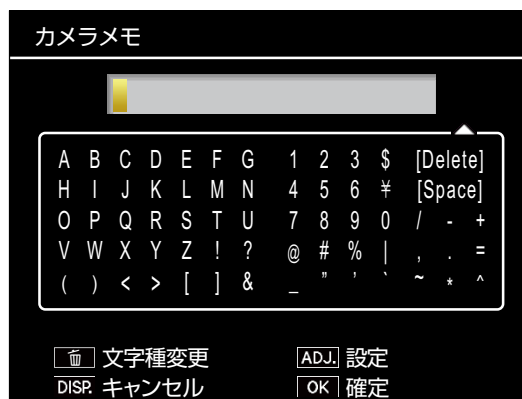 カメラメモ
A B C D E F G 1 2 3 $ [Delete]
H I J K L M N 4 5 6 ¥ [Space]
O P Q R S T U 7 8 9 0 / - +
V W X Y Z ! ? @ # % | , . =
( ) < > [ ] & _ " ' ` ~ * ^
文字種変更 ADJ. 設定
DISP. キャンセル OK 確定